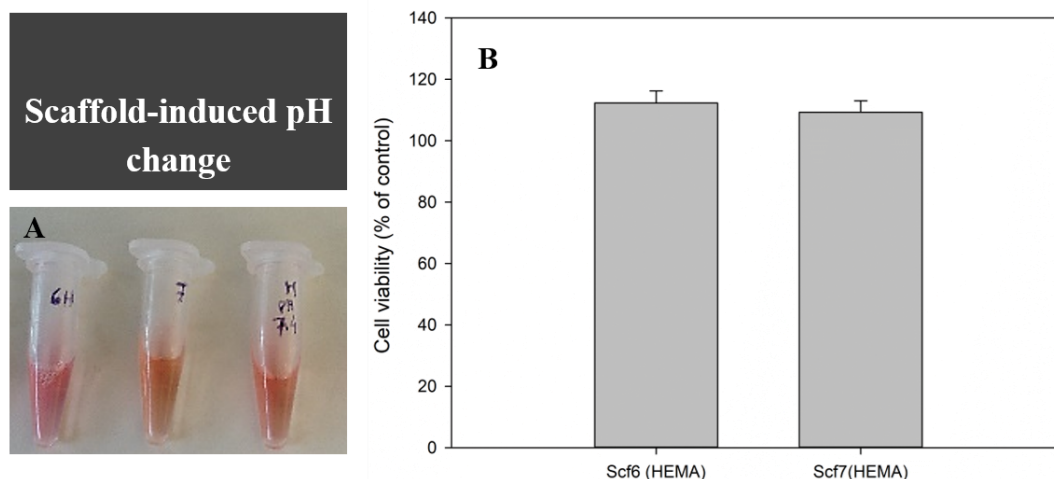 Scaffold-induced pH
change
A
6H
7
M
pH
7.4
B
Cell viability (% of control)
140
120
100
80
60
40
20
0
Scf6 (HEMA)
Scf7(HEMA)